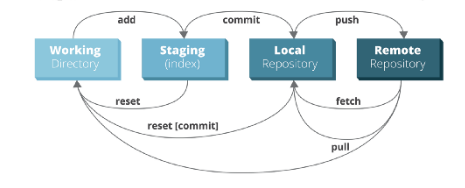 add
commit
push
Working
Directory
Staging
(index)
Local
Repository
Remote
Repository
reset
fetch
reset [commit]
pull